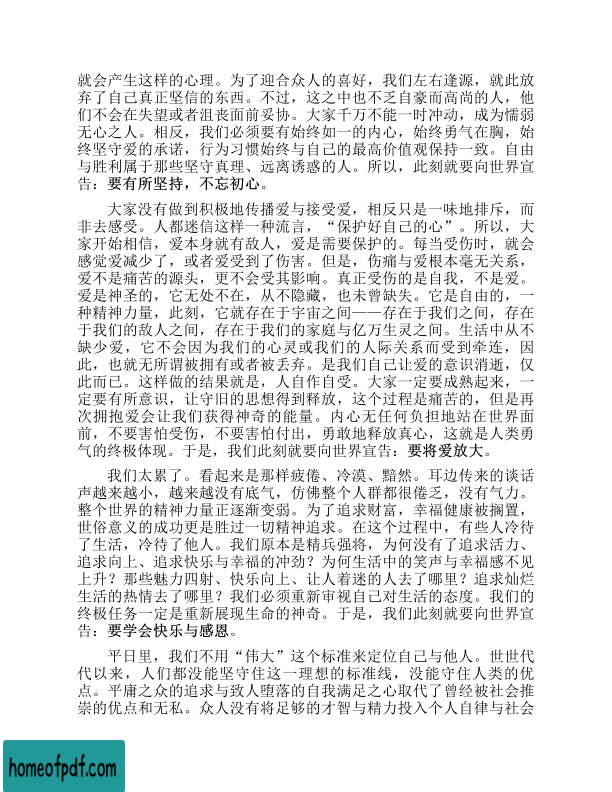 就会产生这样的心理。为了迎合众人的喜好，我们左右逢源，就此放
弃了自己真正坚信的东西。不过，这之中也不乏自豪而高尚的人，他
们不会在失望或者沮丧面前妥协。大家千万不能一时冲动，成为懦弱
无心之人。相反，我们必须要有始终如一的内心，始终勇气在胸，始
终坚守爱的承诺，行为习惯始终与自己的最高价值观保持一致。自由
与胜利属于那些坚守真理、远离诱惑的人。所以，此刻就要向世界宣
告：要有所坚持，不忘初心。
大家没有做到积极地传播爱与接受爱，相反只是一味地排斥，而
非去感受。人都迷信这样一种流言，“保护好自己的心”。所以，大
家开始相信，爱本身就有敌人，爱是需要保护的。每当受伤时，就会
感觉爱减少了，或者爱受到了伤害。但是，伤痛与爱根本毫无关系，
爱不是痛苦的源头，更不会受其影响。真正受伤的是自我，不是爱。
爱是神圣的，它无处不在，从不隐藏，也未曾缺失。它是自由的，一
种精神力量，此刻，它就存在于宇宙之间——存在于我们之间，存在
于我们的敌人之间，存在于我们的家庭与亿万生灵之间。生活中从不
缺少爱，它不会因为我们的心灵或我们的人际关系而受到牵连，因
此，也就无所谓被拥有或者被丢弃。是我们自己让爱的意识消逝，仅
此而已。这样做的结果就是，人自作自受。大家一定要成熟起来，一
定要有所意识，让守旧的思想得到释放，这个过程是痛苦的，但是再
次拥抱爱会让我们获得神奇的能量。内心无任何负担地站在世界面
前，不要害怕受伤，不要害怕付出，勇敢地释放真心，这就是人类勇
气的终极体现。于是，我们此刻就要向世界宣告：要将爱放大。
我们太累了。看起来是那样疲倦、冷漠、黯然。耳边传来的谈话
声越来越小，越来越没有底气，仿佛整个人群都很倦乏，没有气力。
整个世界的精神力量正逐渐变弱。为了追求财富，幸福健康被搁置，
世俗意义的成功更是胜过一切精神追求。在这个过程中，有些人冷待
了生活，冷待了他人。我们原本是精兵强将，为何没有了追求活力、
追求向上、追求快乐与幸福的冲劲？为何生活中的笑声与幸福感不见
上升？那些魅力四射、快乐向上、让人着迷的人去了哪里？追求灿烂
生活的热情去了哪里？我们必须重新审视自己对生活的态度。我们的
终极任务一定是重新展现生命的神奇。于是，我们此刻就要向世界宣
告：要学会快乐与感恩。
平日里，我们不用“伟大”这个标准来定位自己与他人。世世代
代以来，人们都没能坚守住这一理想的标准线，没能守住人类的优
点。平庸之众的追求与致人堕落的自我满足之心取代了曾经被社会推
崇的优点和无私。众人没有将足够的才智与精力投入个人自律与社会
homeofpdf.com